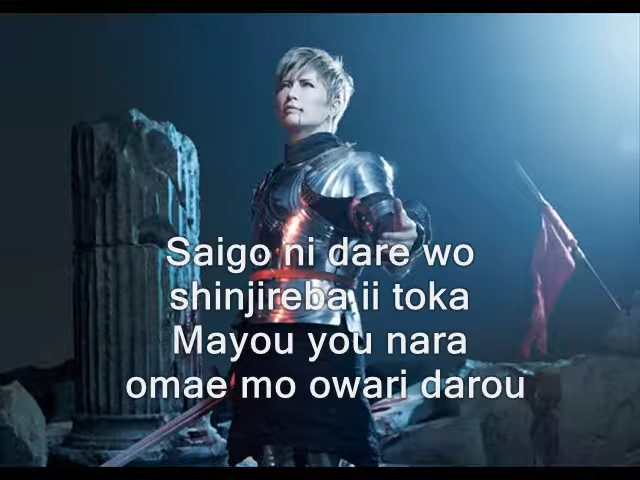 Saigo ni dare wo
shinjireba ii toka
Mayou you nara
omae mo owari darou